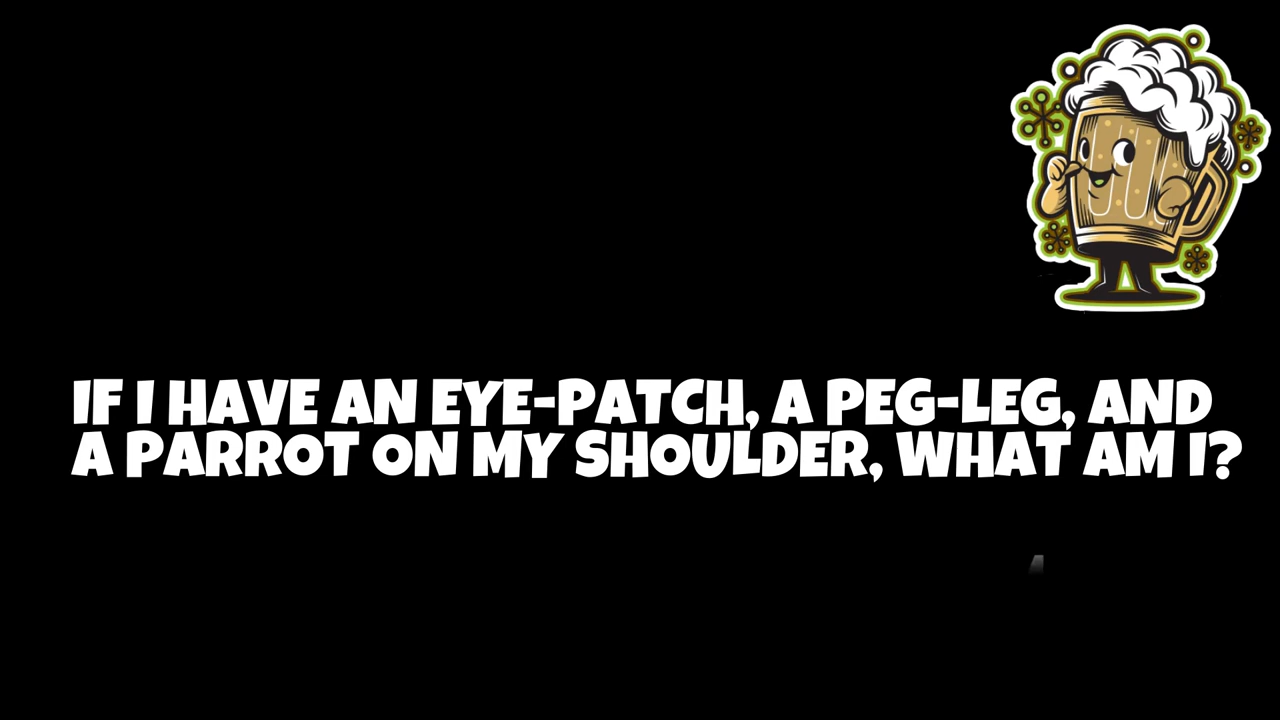 IF I HAVE AN EYE-PATCH, A PEG-LEG, AND
A PARROT ON MY SHOULDER, WHAT AM I?